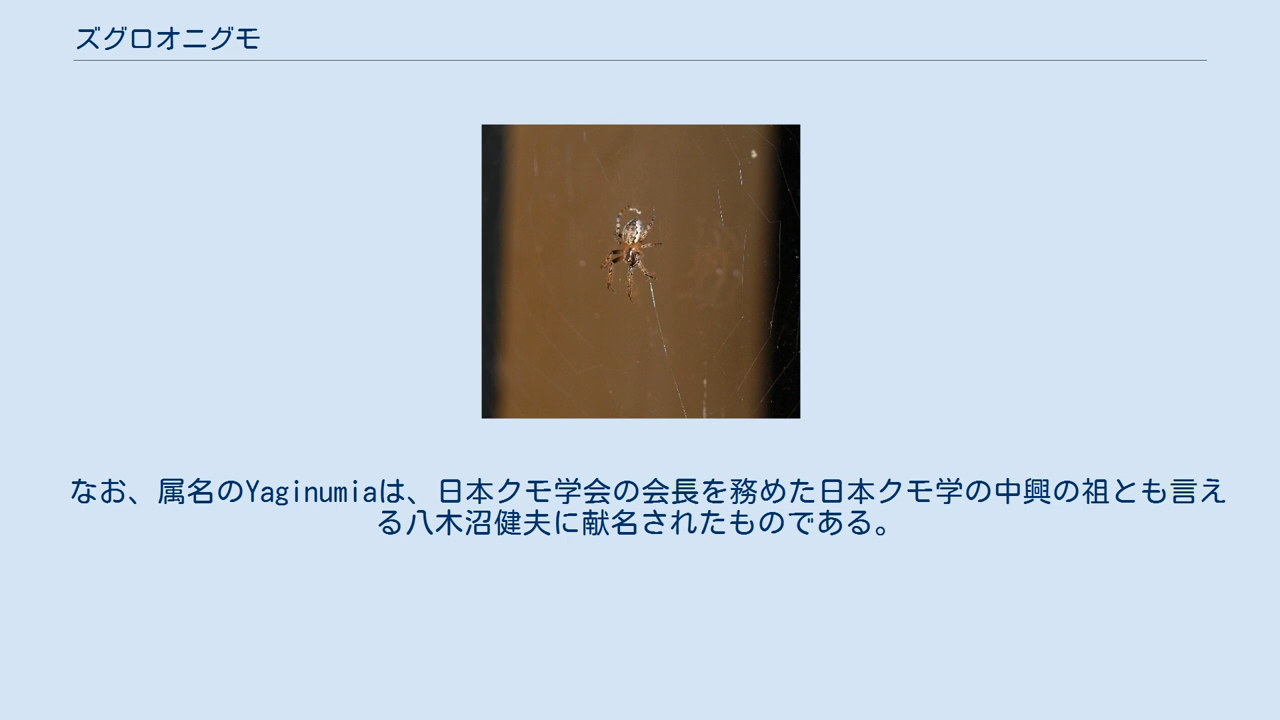 ズグロオニグモ
なお、属名のYaginumiaは、日本クモ学会の会長を務めた日本クモ学の中興の祖とも言え
る八木沼健夫に献名されたものである。